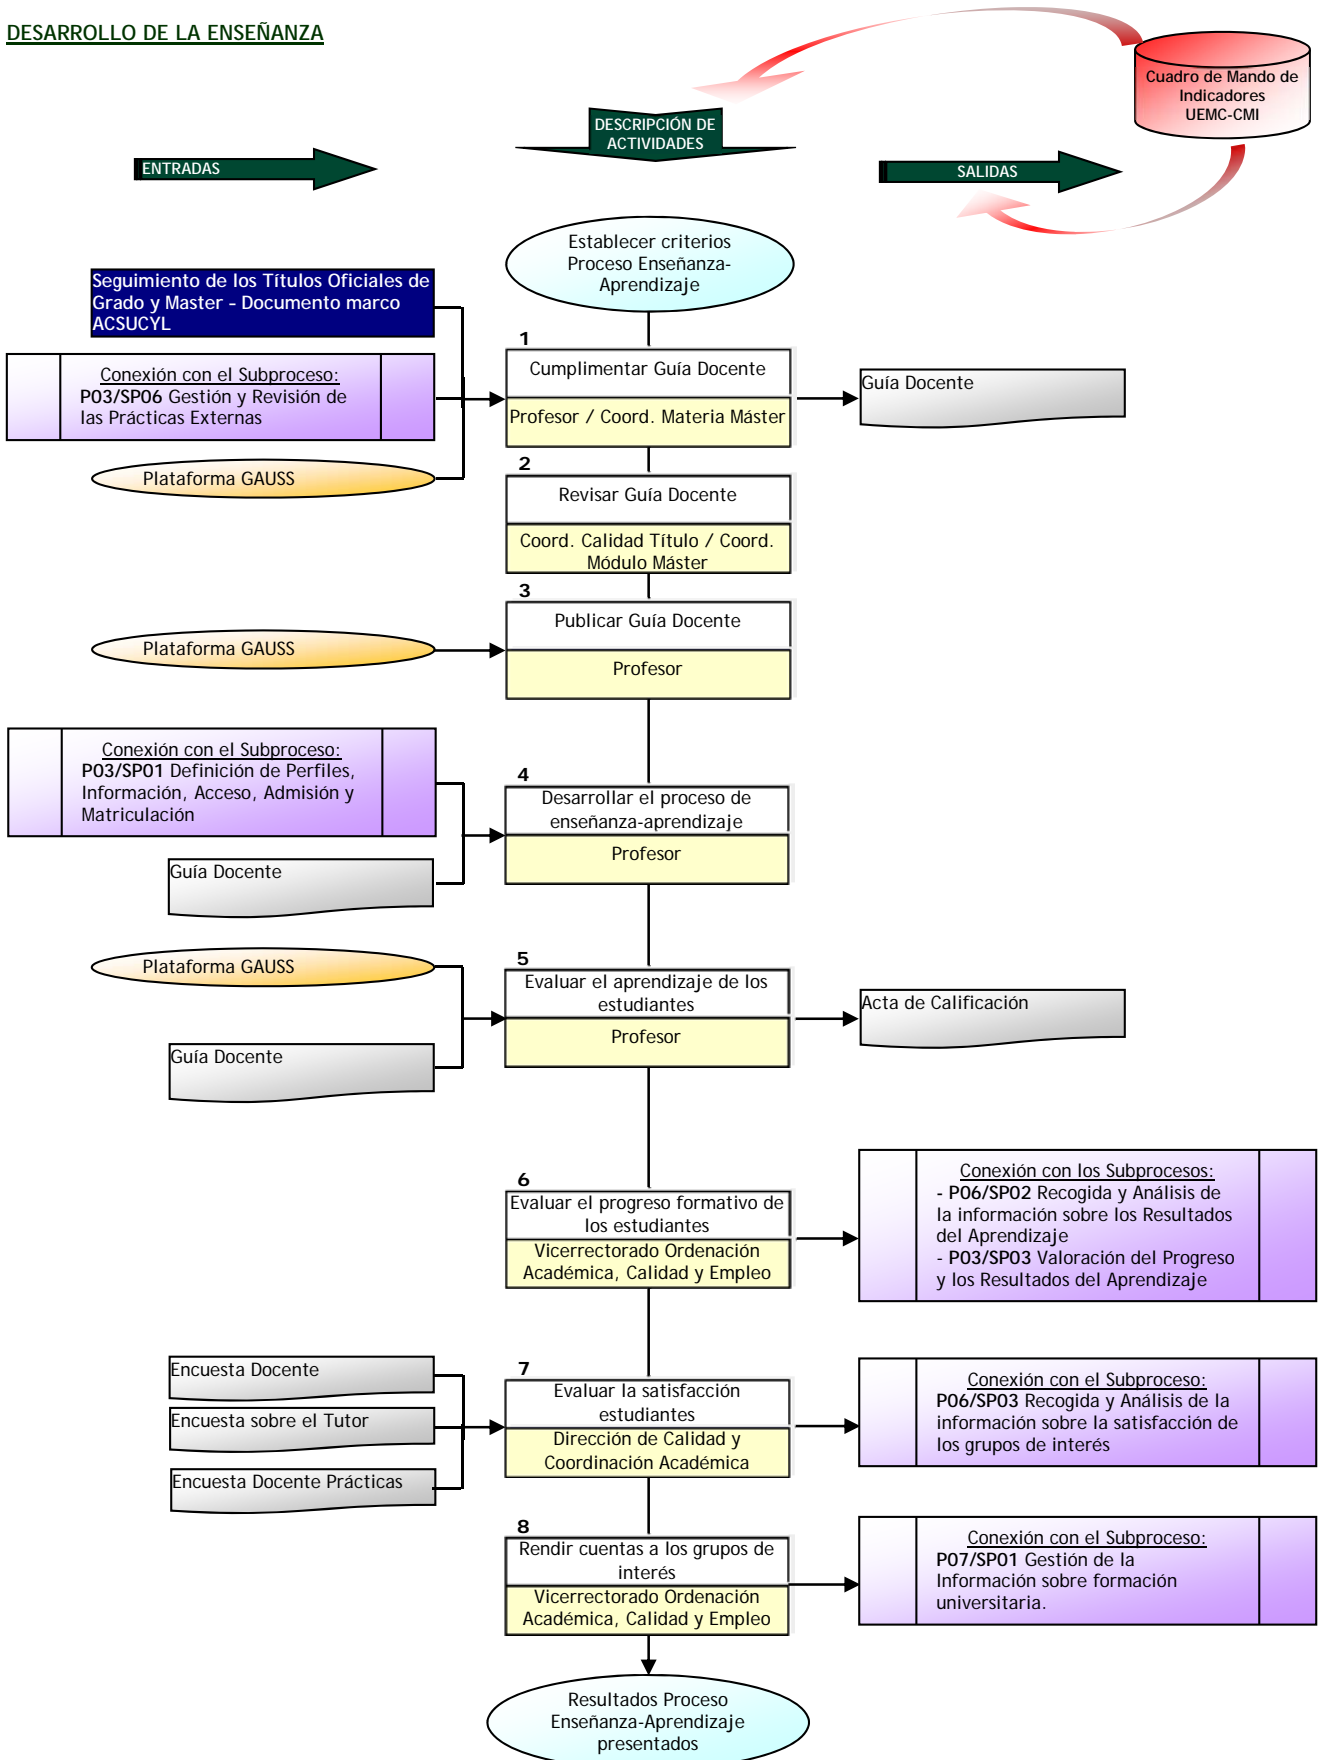 DESARROLLO DE LA ENSEÑANZA
Cuadro de Mando de
Indicadores
UEMC-CMI
DESCRIPCIÓN DE
ACTIVIDADES
ENTRADAS
SALIDAS
Establecer criterios
Proceso Enseñanza-
Aprendizaje
Seguimiento de los Títulos Oficiales de
Grado y Master - Documento marco
ACSUCYL
Conexión con el Subproceso:
P03/SP06 Gestión y Revisión de
las Prácticas Externas
Plataforma GAUSS
1
Cumplimentar Guía Docente
Profesor / Coord. Materia Máster
Guía Docente
2
Revisar Guía Docente
Coord. Calidad Título / Coord.
Módulo Máster
3
Publicar Guía Docente
Profesor
Plataforma GAUSS
Conexión con el Subproceso:
P03/SP01 Definición de Perfiles,
Información, Acceso, Admisión y
Matriculación
Guía Docente
4
Desarrollar el proceso de
enseñanza-aprendizaje
Profesor
Plataforma GAUSS
Guía Docente
5
Evaluar el aprendizaje de los
estudiantes
Profesor
Acta de Calificación
6
Evaluar el progreso formativo de
los estudiantes
Vicerrectorado Ordenación
Académica, Calidad y Empleo
Conexión con los Subprocesos:
- P06/SP02 Recogida y Análisis de
la información sobre los Resultados
del Aprendizaje
- P03/SP03 Valoración del Progreso
y los Resultados del Aprendizaje
Encuesta Docente
Encuesta sobre el Tutor
Encuesta Docente Prácticas
7
Evaluar la satisfacción
estudiantes
Dirección de Calidad y
Coordinación Académica
Conexión con el Subproceso:
P06/SP03 Recogida y Análisis de la
información sobre la satisfacción de
los grupos de interés
8
Rendir cuentas a los grupos de
interés
Vicerrectorado Ordenación
Académica, Calidad y Empleo
Conexión con el Subproceso:
P07/SP01 Gestión de la
Información sobre formación
universitaria.
Resultados Proceso
Enseñanza-Aprendizaje
presentados